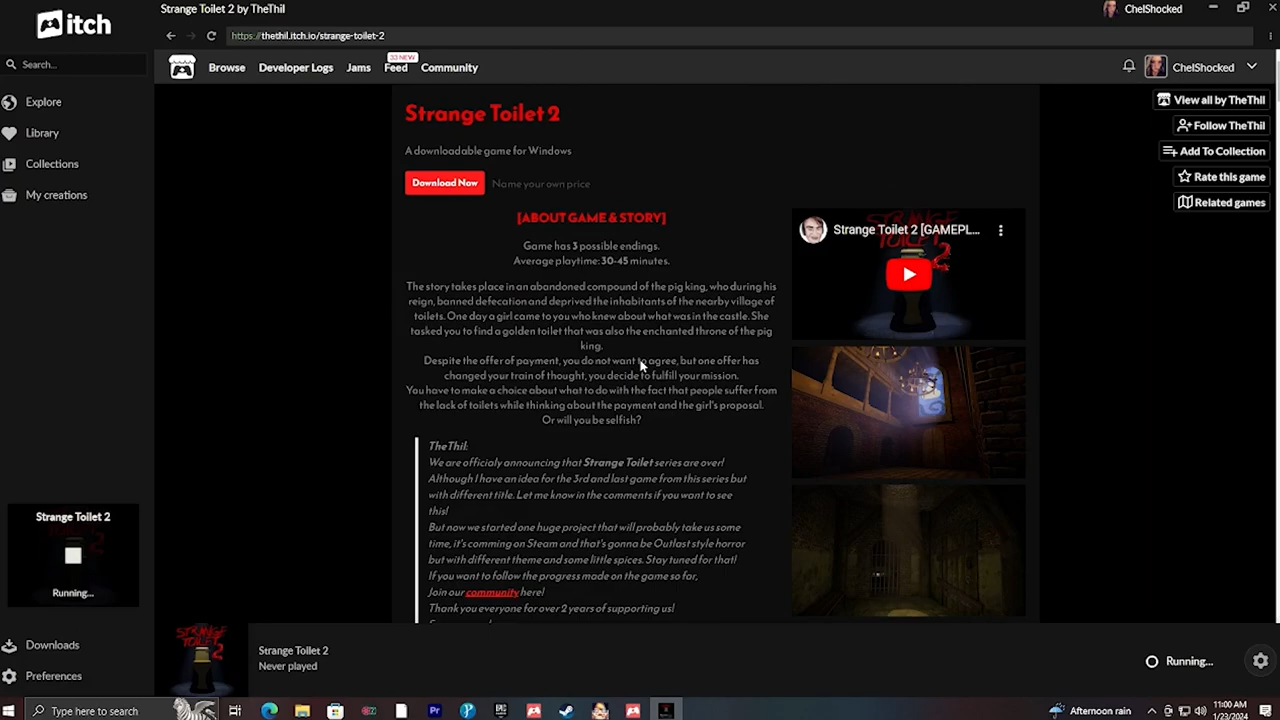 Strange Toilet 2 by TheThil
ChelShocked
itch
https://thethil.itch.io/strange-toilet-2
Search...
Explore
Library
Collections
My creations
Browse
Developer Logs
Jams
33 NEW
Feed
Community
ChelShocked
View all by TheThil
Follow TheThil
Add To Collection
Rate this game
Related games
Strange Toilet 2
A downloadable game for Windows
Download Now
Name your own price
[ABOUT GAME & STORY]
Game has 3 possible endings.
Average playtime: 30-45 minutes.
The story takes place in an abandoned compound of the pig king, who during his
reign, banned defecation and deprived the inhabitants of the nearby village of
toilets. One day a girl came to you who knew about what was in the castle. She
tasked you to find a golden toilet that was also the enchanted throne of the pig
king.
Despite the offer of payment, you do not want to agree, but one offer has
changed your train of thought, you decide to fulfill your mission.
You have to make a choice about what to do with the fact that people suffer from
the lack of toilets while thinking about the payment and the girl's proposal.
Or will you be selfish?
TheThil:
We are officialy announcing that Strange Toilet series are over!
Although I have an idea for the 3rd and last game from this series but
with different title. Let me know in the comments if you want to see
this!
But now we started one huge project that will probably take us some
time, it's comming on Steam and that's gonna be Outlast style horror
but with different theme and some little spices. Stay tuned for that!
If you want to follow the progress made on the game so far,
Join our community here!
Thank you everyone for over 2 years of supporting us!
STRANGE
Strange Toilet 2 [GAMEPL...
2
Strange Toilet 2
Running...
Downloads
Preferences
STRANGE
TOILET
2
Strange Toilet 2
Never played
Running...
Type here to search
Pr
EPIC
Afternoon rain
11:00 AM
1/23/2024